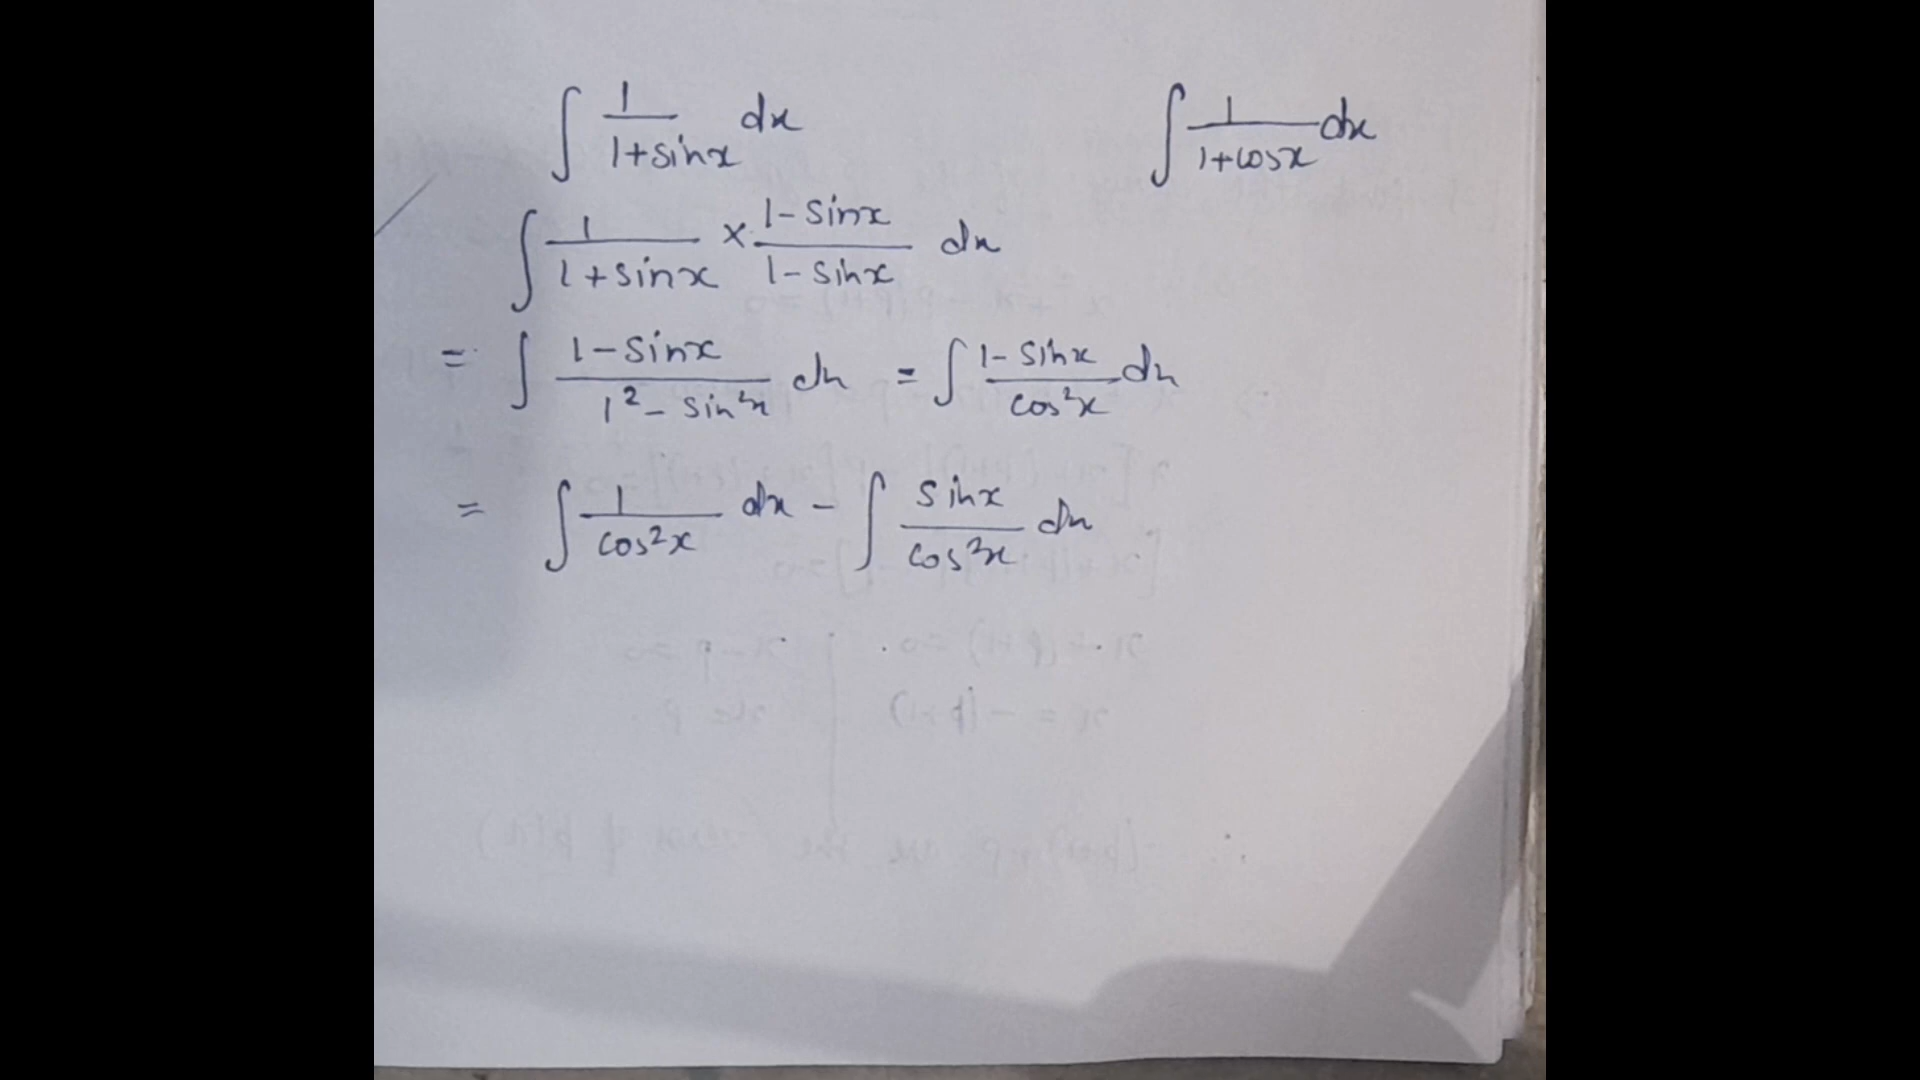 ∫ 1/(1+sinx) dx    ∫ 1/(1+cosx) dx
∫ 1/(1+sinx) × (1-sinx)/(1-sinx) dx
= ∫ (1-sinx)/(1²-sin²x) dx = ∫ (1-sinx)/(cos²x) dx
= ∫ 1/(cos²x) dx - ∫ sinx/(cos²x) dx